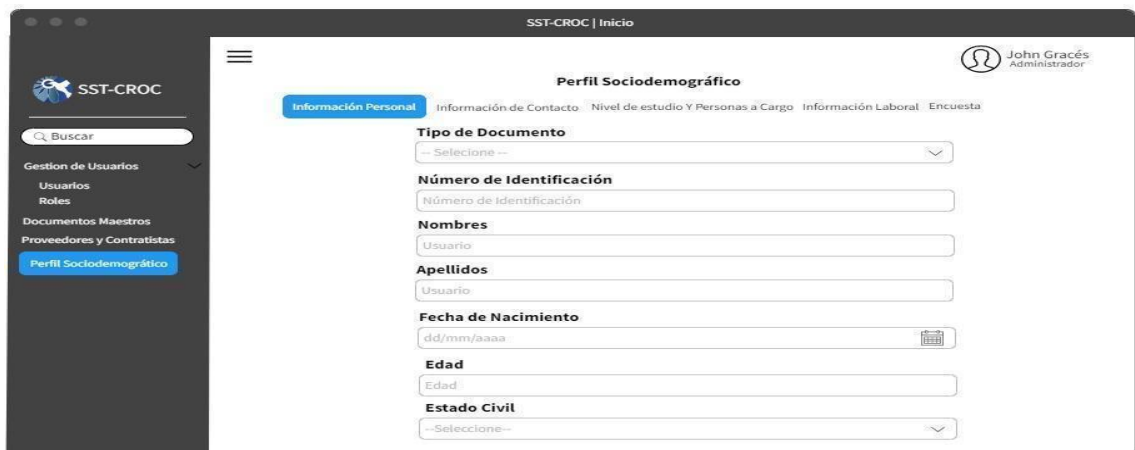 SST-CROC | Inicio
John Gracés
Administrador
SST-CROC
Buscar
Gestion de Usuarios
Usuarios
Roles
Documentos Maestros
Proveedores y Contratistas
Perfil Sociodemogrático
Perfil Sociodemográfico
Información Personal Información de Contacto Nivel de estudio Y Personas a Cargo Información Laboral Encuesta
Tipo de Documento
-- Selecione --
Número de Identificación
Número de Identificación
Nombres
Usuario
Apellidos
Usuario
Fecha de Nacimiento
dd/mm/aaaa
Edad
Edad
Estado Civil
--Seleccione--